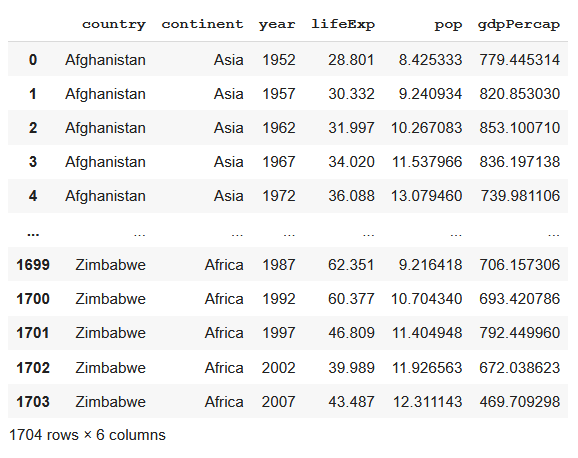 country continent year lifeExp pop gdpPercap
0 Afghanistan Asia 1952 28.801 8.425333 779.445314
1 Afghanistan Asia 1957 30.332 9.240934 820.853030
2 Afghanistan Asia 1962 31.997 10.267083 853.100710
3 Afghanistan Asia 1967 34.020 11.537966 836.197138
4 Afghanistan Asia 1972 36.088 13.079460 739.981106
... ... ... ... ... ... ...
1699 Zimbabwe Africa 1987 62.351 9.216418 706.157306
1700 Zimbabwe Africa 1992 60.377 10.704340 693.420786
1701 Zimbabwe Africa 1997 46.809 11.404948 792.449960
1702 Zimbabwe Africa 2002 39.989 11.926563 672.038623
1703 Zimbabwe Africa 2007 43.487 12.311143 469.709298
1704 rows × 6 columns